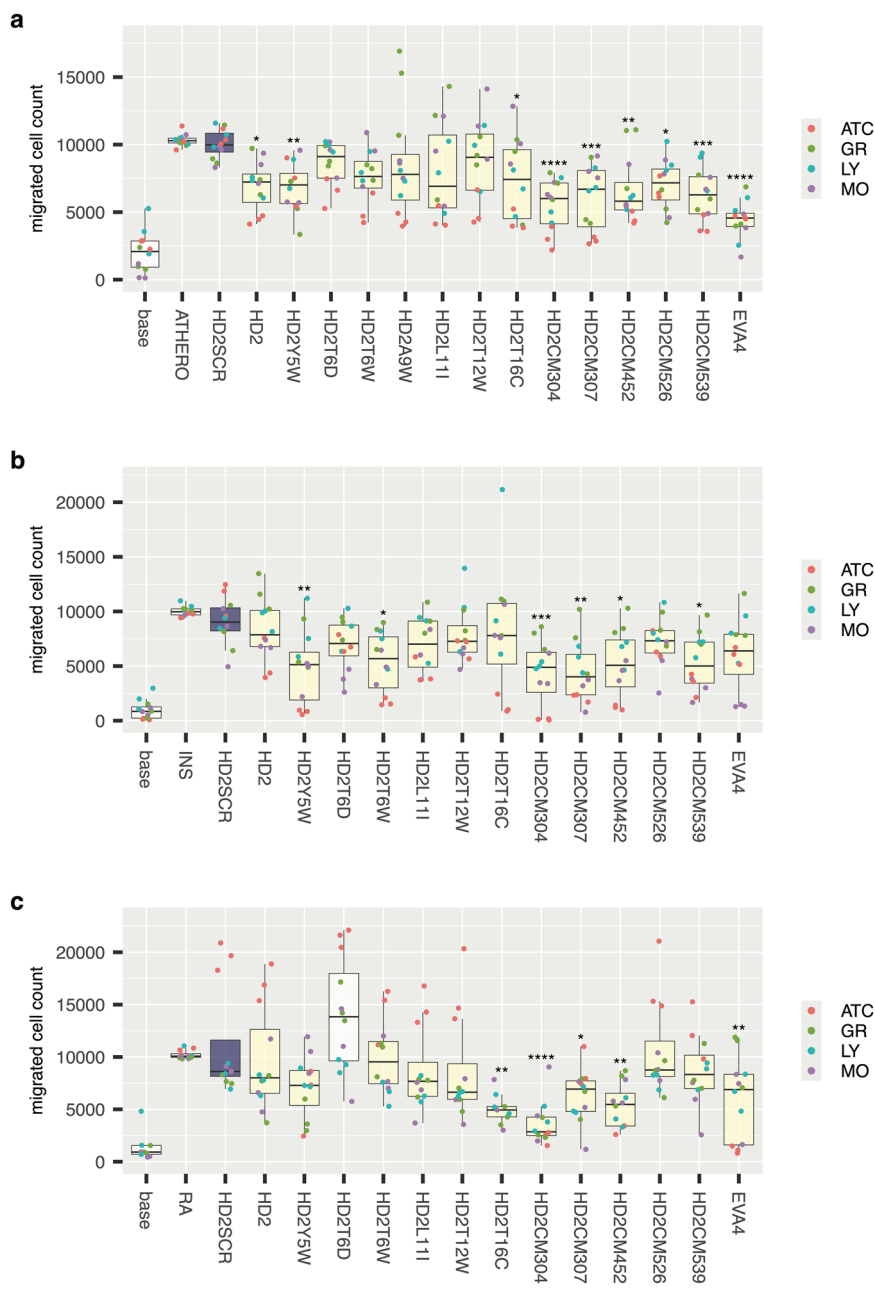 a
migrated cell count
15000
10000
5000
0
* ** * **** *** ** * *** ****
base ATHERO HD2SCR HD2 HD2Y5W HD2T6D HD2T6W HD2A9W HD2L11I HD2T12W HD2T16C HD2CM304 HD2CM307 HD2CM452 HD2CM526 HD2CM539 EVA4
ATC
GR
LY
MO
b
migrated cell count
20000
15000
10000
5000
0
** * *** ** * *
base INS HD2SCR HD2 HD2Y5W HD2T6D HD2T6W HD2L11I HD2T12W HD2T16C HD2CM304 HD2CM307 HD2CM452 HD2CM526 HD2CM539 EVA4
ATC
GR
LY
MO
c
migrated cell count
20000
15000
10000
5000
0
** **** * ** **
base RA HD2SCR HD2 HD2Y5W HD2T6D HD2T6W HD2L11I HD2T12W HD2T16C HD2CM304 HD2CM307 HD2CM452 HD2CM526 HD2CM539 EVA4
ATC
GR
LY
MO